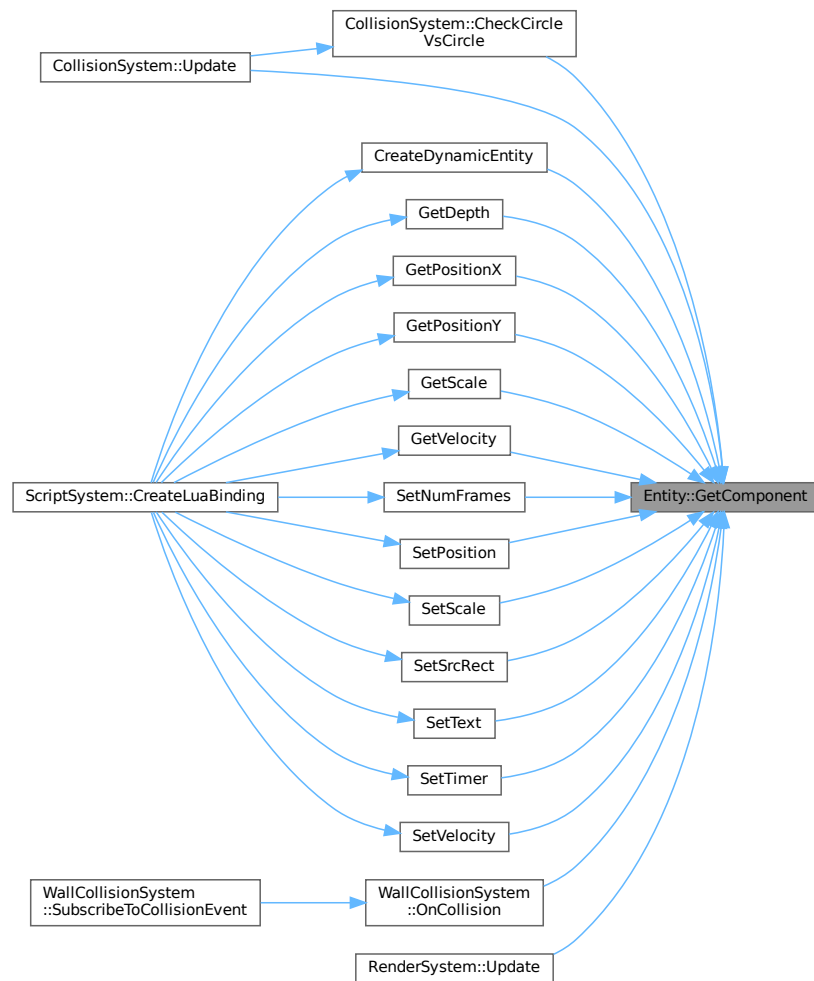 CollisionSystem::CheckCircle
VsCircle
CollisionSystem::Update
CreateDynamicEntity
GetDepth
GetPositionX
GetPositionY
GetScale
GetVelocity
ScriptSystem::CreateLuaBinding
SetNumFrames
Entity::GetComponent
SetPosition
SetScale
SetSrcRect
SetText
SetTimer
SetVelocity
WallCollisionSystem
::SubscribeToCollisionEvent
WallCollisionSystem
::OnCollision
RenderSystem::Update